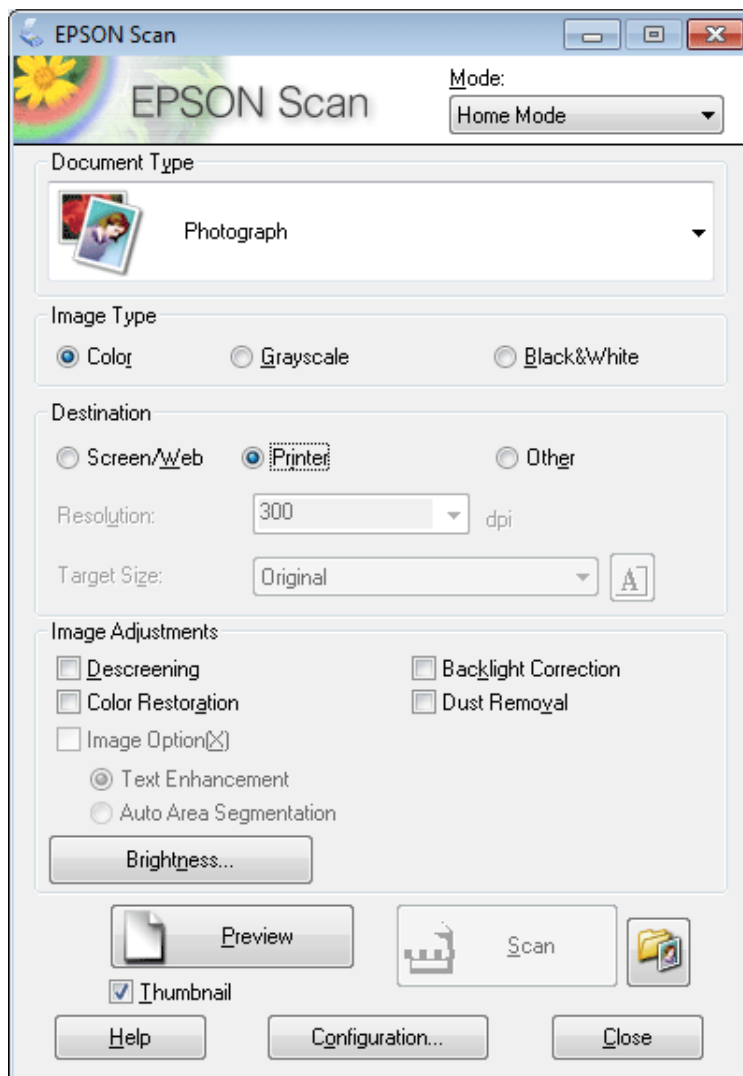 EPSON Scan
EPSON Scan
Mode:
Home Mode
Document Type
Photograph
Image Type
Color Grayscale Black&White
Destination
Screen/Web Printer Other
Resolution: 300 dpi
Target Size: Original A
Image Adjustments
Descreening Backlight Correction
Color Restoration Dust Removal
Image Option(X)
Text Enhancement
Auto Area Segmentation
Brightness...
Preview Scan
Thumbnail
Help Configuration... Close